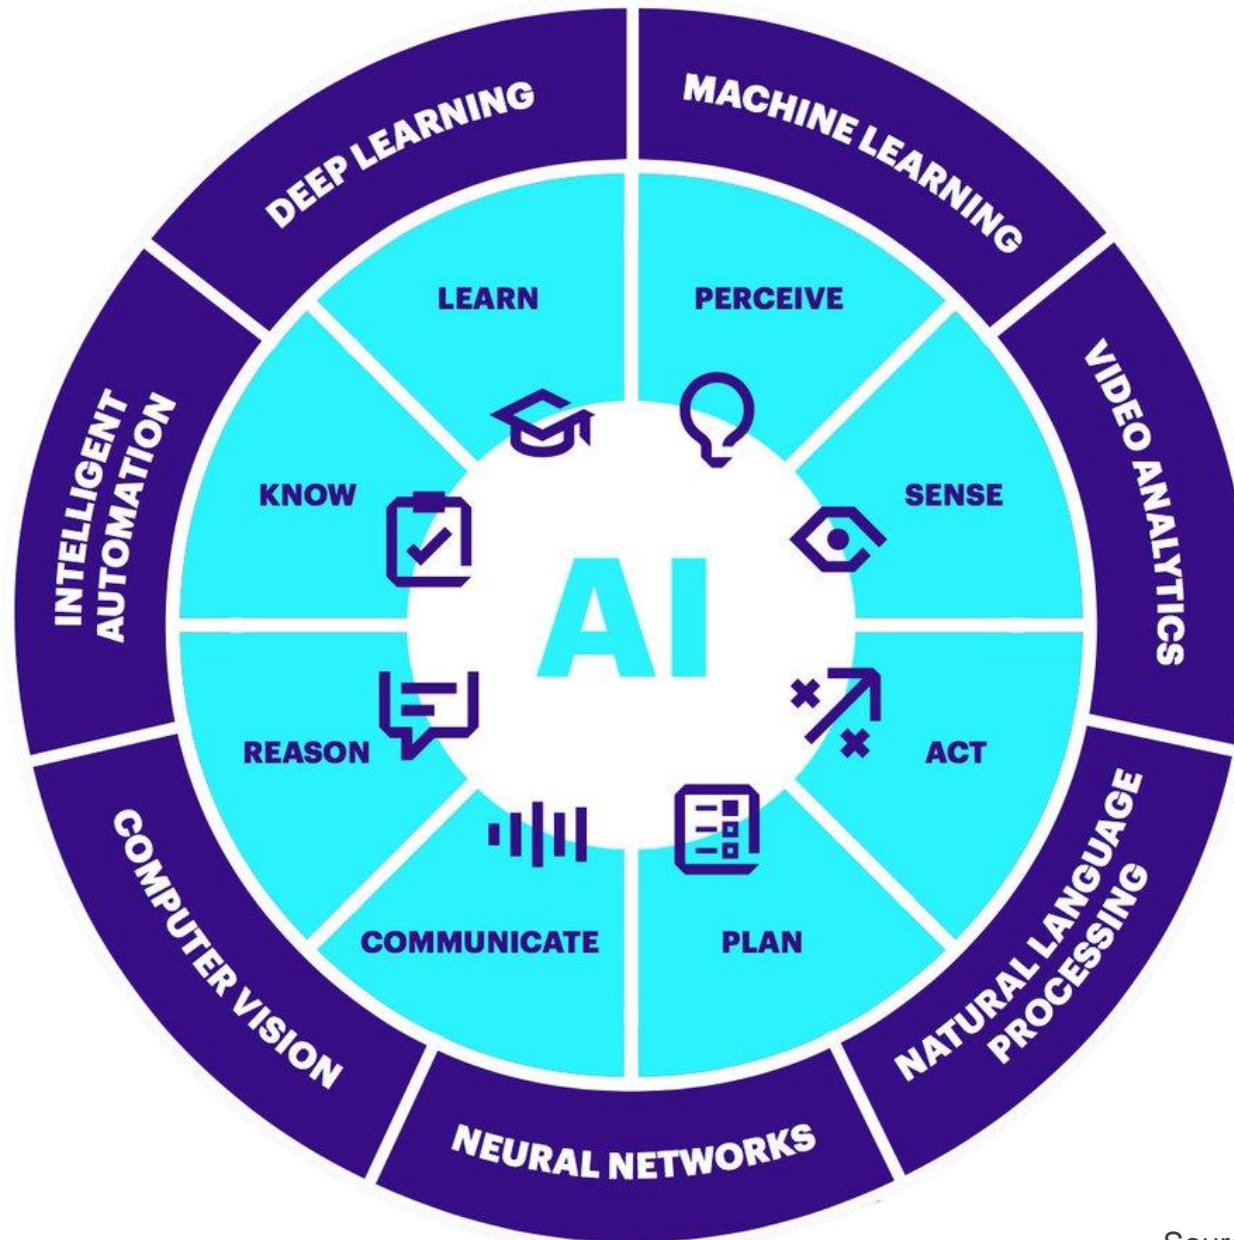 DEEP LEARNING
MACHINE LEARNING
VIDEO ANALYTICS
NATURAL LANGUAGE
PROCESSING
NEURAL NETWORKS
COMPUTER VISION
INTELLIGENT
AUTOMATION
LEARN
PERCEIVE
SENSE
ACT
PLAN
COMMUNICATE
REASON
KNOW
AI